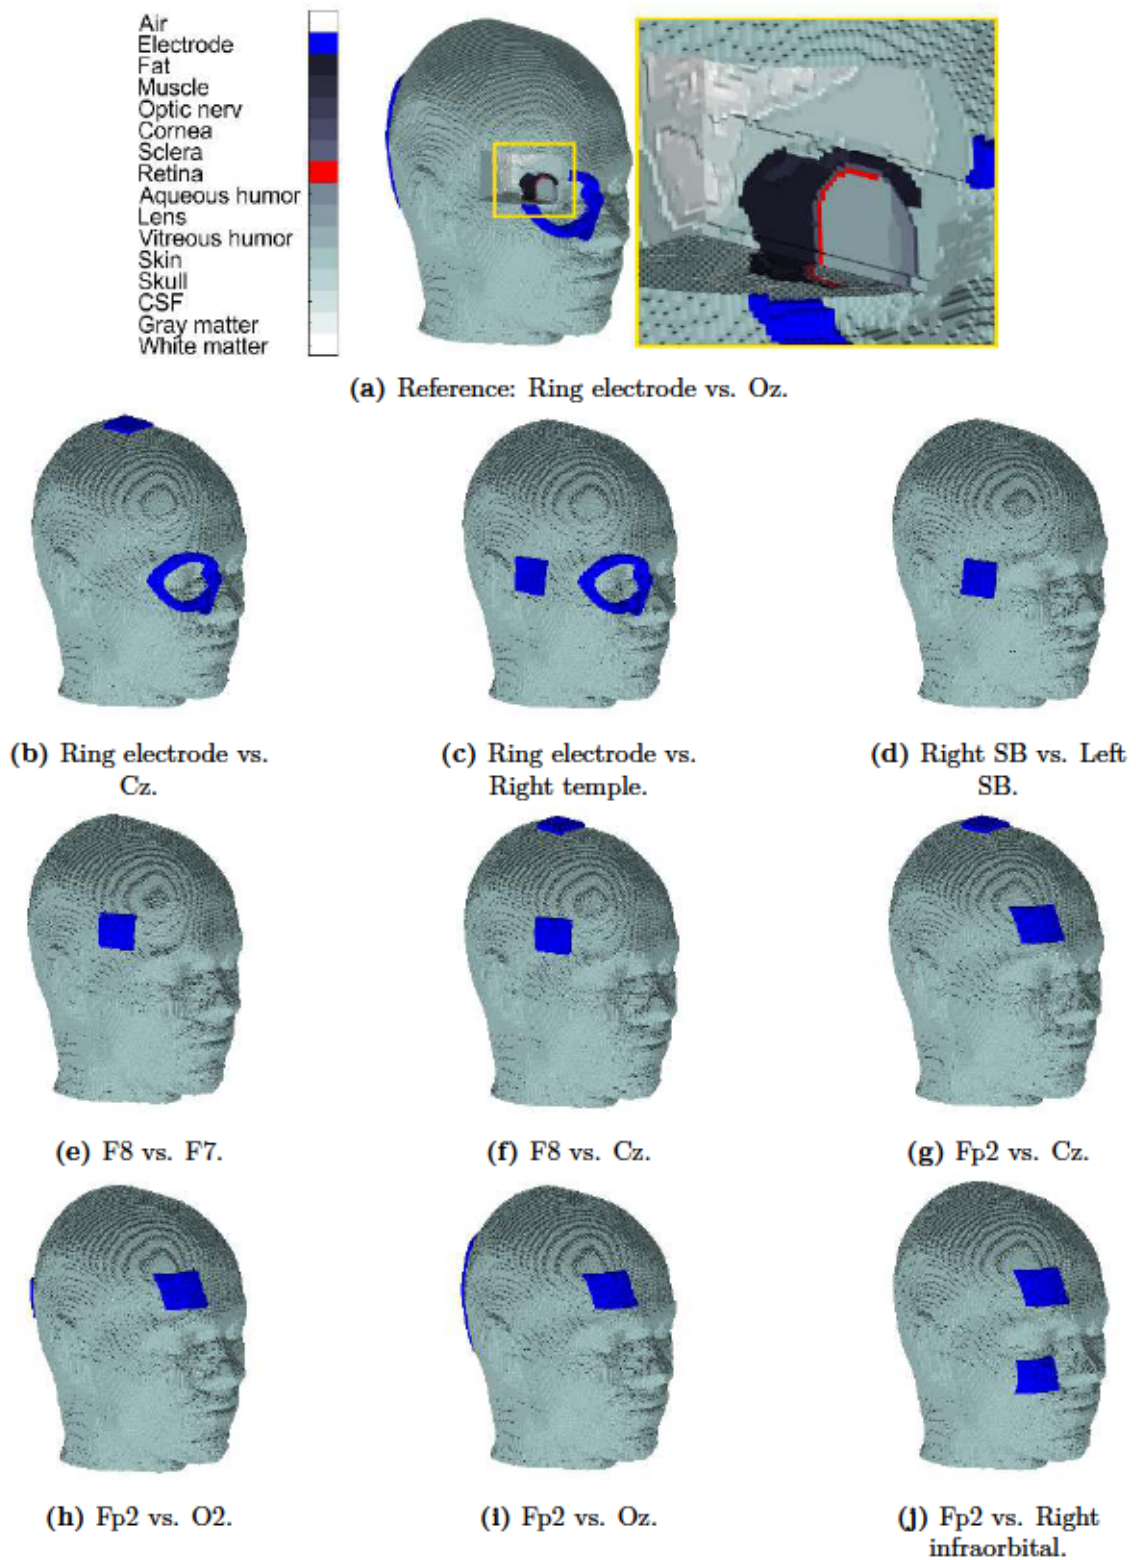 Air
Electrode
Fat
Muscle
Optic nerv
Cornea
Sclera
Retina
Aqueous humor
Lens
Vitreous humor
Skin
Skull
CSF
Gray matter
White matter
(a) Reference: Ring electrode vs. Oz.
(b) Ring electrode vs.
Cz.
(c) Ring electrode vs.
Right temple.
(d) Right SB vs. Left
SB.
(e) F8 vs. F7.
(f) F8 vs. Cz.
(g) Fp2 vs. Cz.
(h) Fp2 vs. O2.
(i) Fp2 vs. Oz.
(j) Fp2 vs. Right
infraorbital.